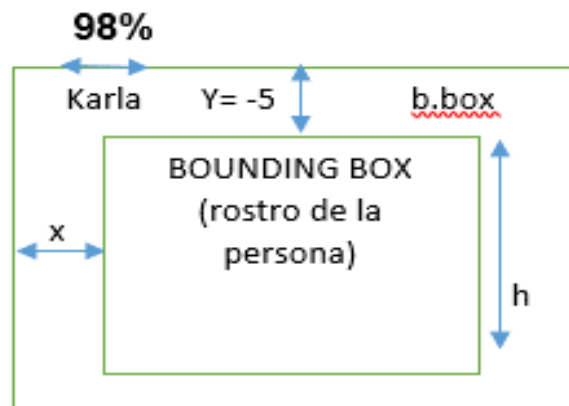 98%
Karla Y= -5 b.box
BOUNDING BOX
(rostro de la
persona)
x
h